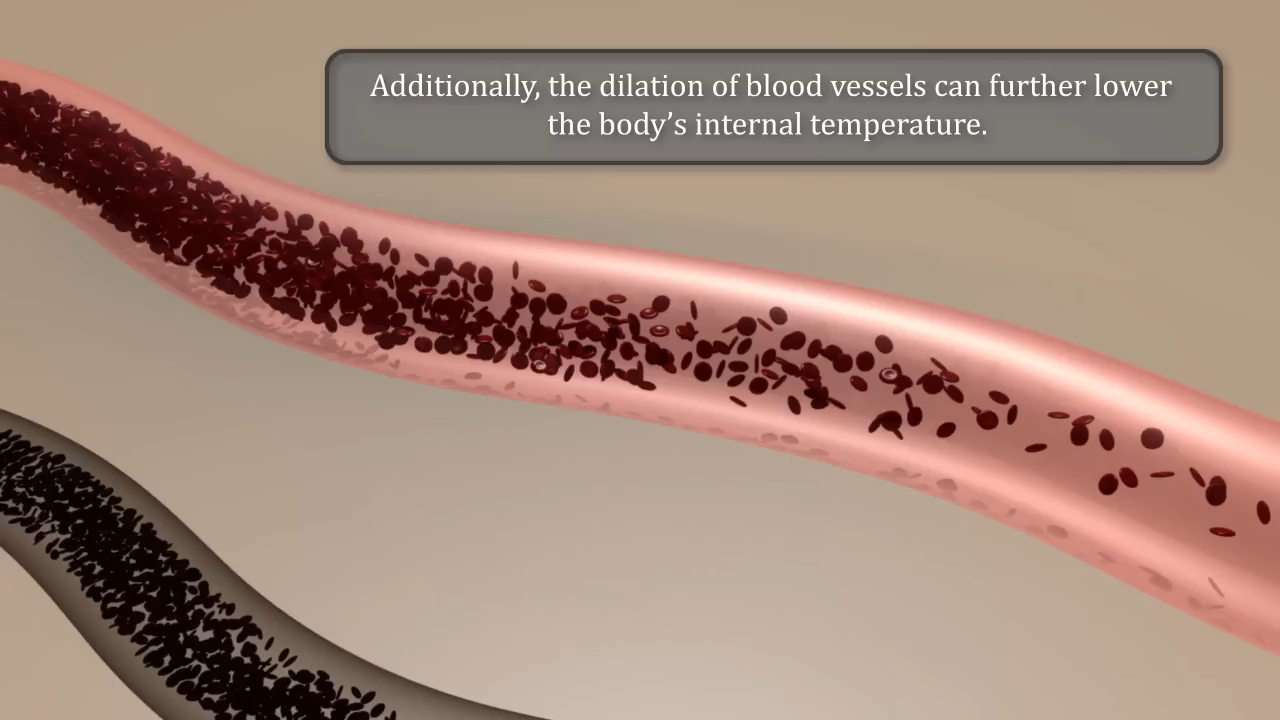 Additionally, the dilation of blood vessels can further lower
the body’s internal temperature.